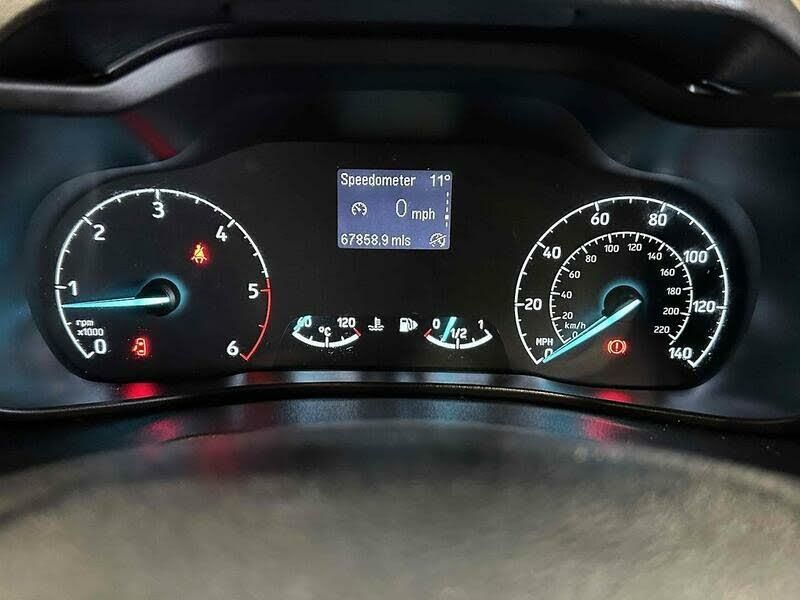 Speedometer 11°
0 mph
67858.9 mls
0 1 2 3 4 5 6
rpm
x1000
60 120
°C
0 1/2 1
0 20 40 60 80 100 120 140
MPH
0 20 40 60 80 100 120 140 160 180 200 220
km/h